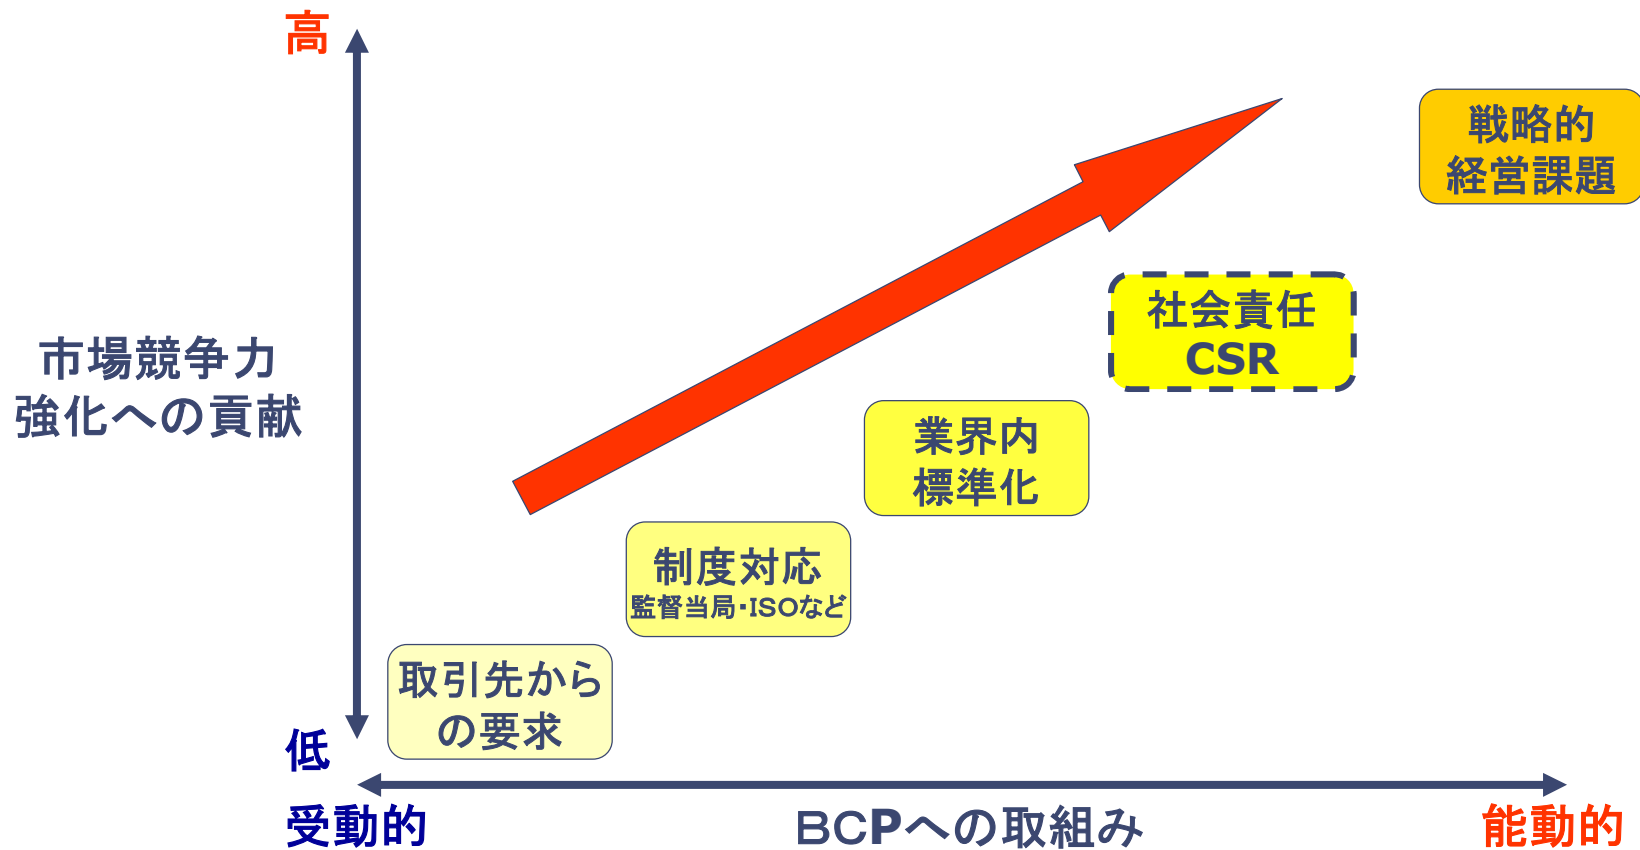 高
戦略的
経営課題
社会責任
CSR
市場競争力
強化への貢献
業界内
標準化
制度対応
監督当局・ISOなど
取引先から
の要求
低
受動的
BCPへの取組み
能動的